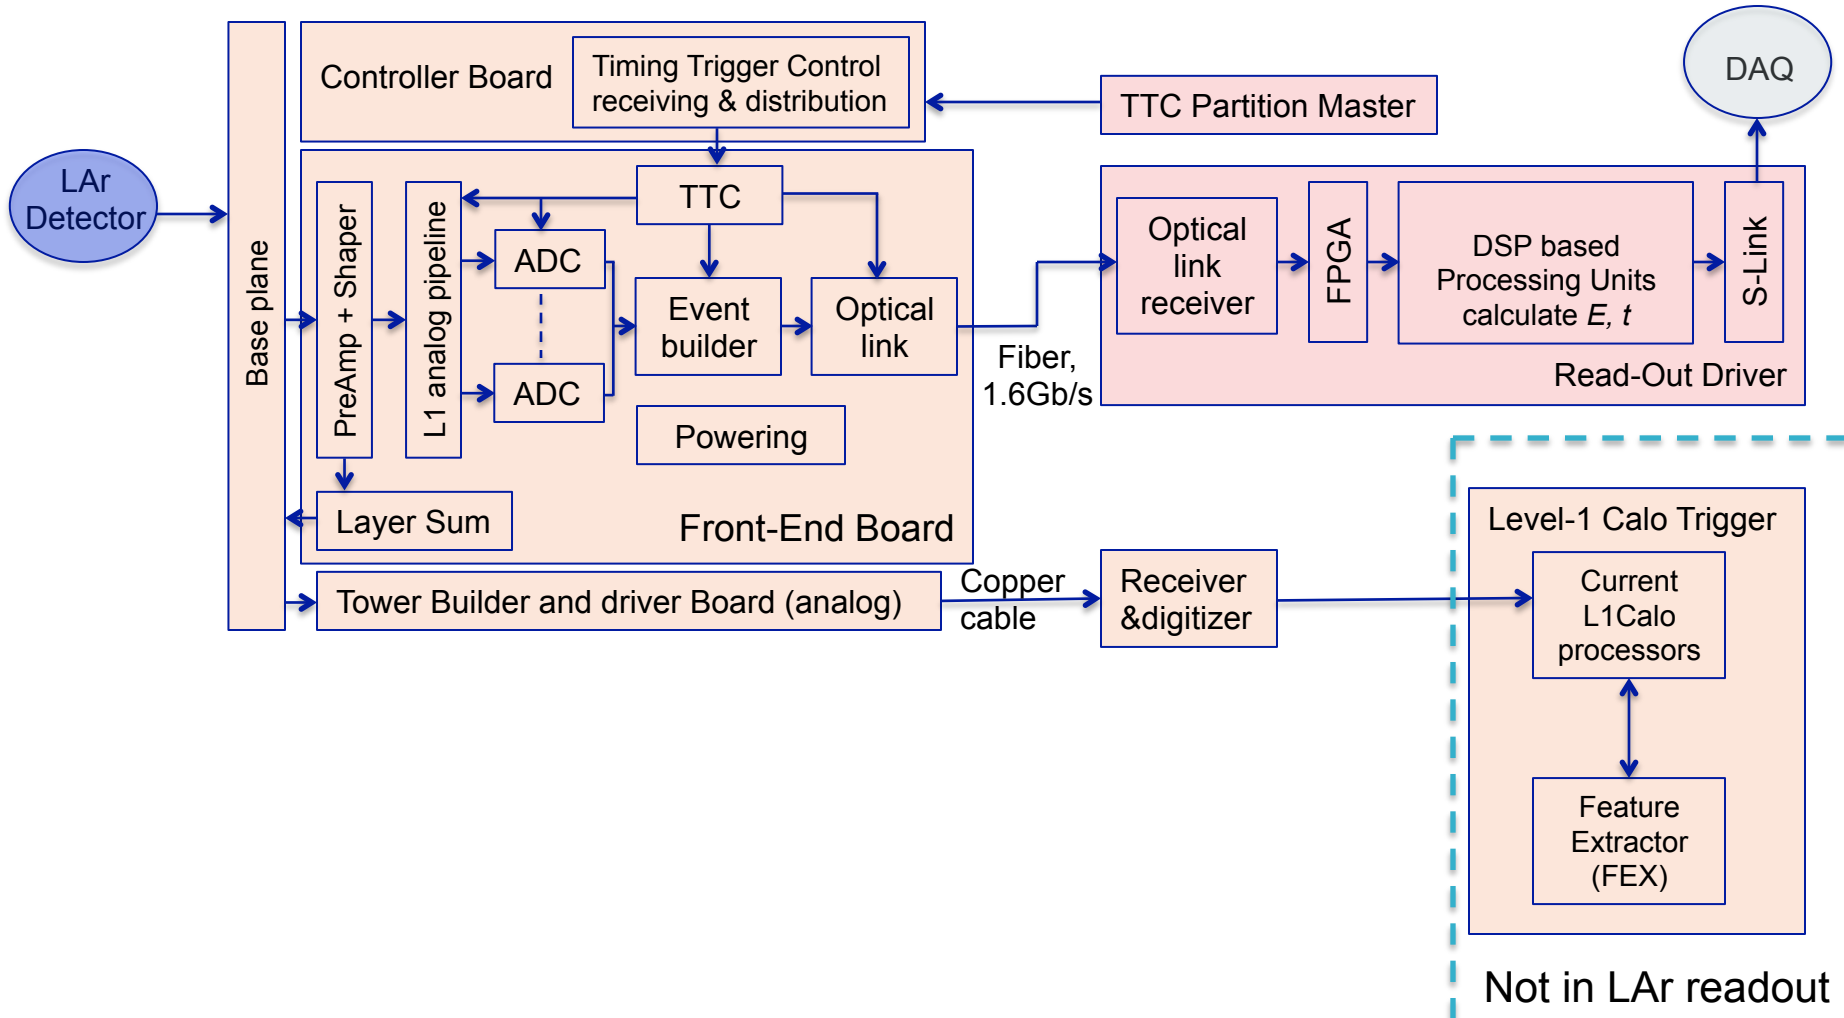 Controller Board
Timing Trigger Control
receiving & distribution
TTC Partition Master
DAQ
LAr
Detector
Base plane
PreAmp + Shaper
L1 analog pipeline
TTC
ADC
ADC
Event
builder
Optical
link
Powering
Layer Sum
Front-End Board
Fiber,
1.6Gb/s
Optical
link
receiver
FPGA
DSP based
Processing Units
calculate E, t
S-Link
Read-Out Driver
Tower Builder and driver Board (analog)
Copper
cable
Receiver
&digitizer
Level-1 Calo Trigger
Current
L1Calo
processors
Feature
Extractor
(FEX)
Not in LAr readout